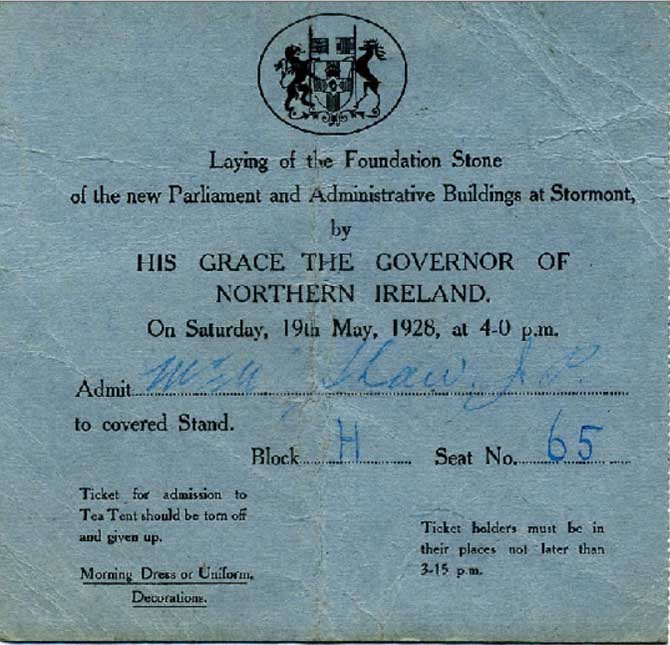 Laying of the Foundation Stone
of the new Parliament and Administrative Buildings at Stormont,
by
HIS GRACE THE GOVERNOR OF
NORTHERN IRELAND.
On Saturday, 19th May, 1928, at 4-0 p.m.
Admit Shaw, J.P.
to covered Stand.
Block H Seat No. 65
Ticket for admission to
Tea Tent should be torn off
and given up.
Morning Dress or Uniform.
Decorations.
Ticket holders must be in
their places not later than
3-15 p.m.